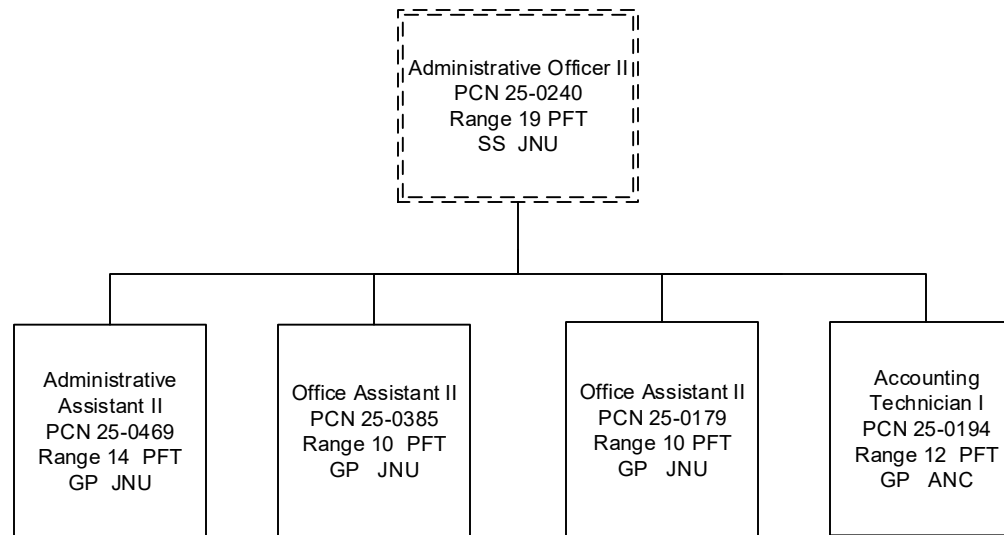 Administrative Officer II
PCN 25-0240
Range 19 PFT
SS JNU
Administrative
Assistant II
PCN 25-0469
Range 14 PFT
GP JNU
Office Assistant II
PCN 25-0385
Range 10 PFT
GP JNU
Office Assistant II
PCN 25-0179
Range 10 PFT
GP JNU
Accounting
Technician I
PCN 25-0194
Range 12 PFT
GP ANC